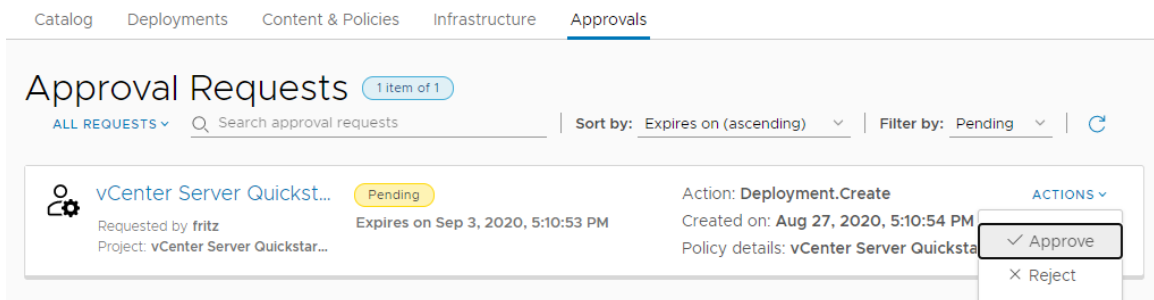 Catalog Deployments Content & Policies Infrastructure Approvals
Approval Requests 1 item of 1
ALL REQUESTS Search approval requests Sort by: Expires on (ascending) Filter by: Pending
vCenter Server Quickst... Pending Action: Deployment.Create ACTIONS
Requested by fritz Expires on Sep 3, 2020, 5:10:53 PM Created on: Aug 27, 2020, 5:10:54 PM
Project: vCenter Server Quickstar... Policy details: vCenter Server Quicksta
Approve
Reject